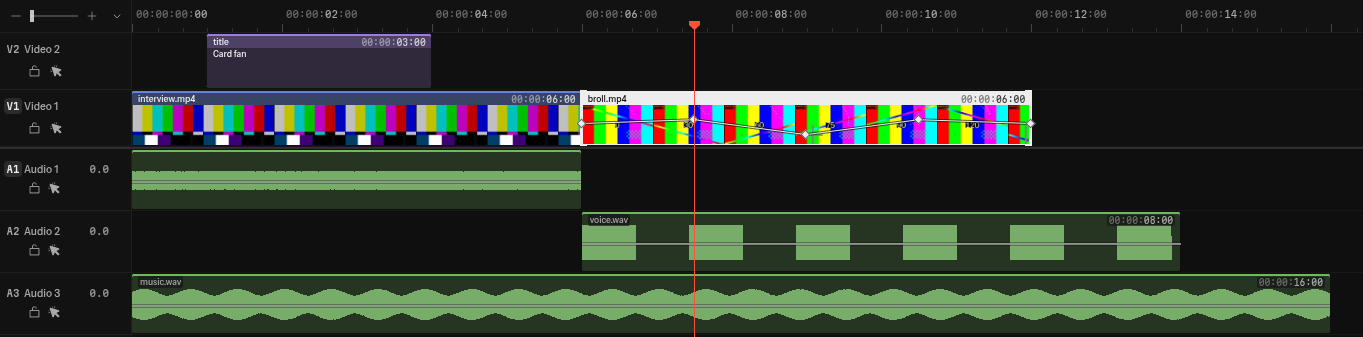 00:00:00:00 00:00:02:00 00:00:04:00 00:00:06:00 00:00:08:00 00:00:10:00 00:00:12:00 00:00:14:00
V2 Video 2
title 00:00:03:00
Card fan
V1 Video 1
interview.mp4 00:00:06:00
broll.mp4 00:00:06:00
A1 Audio 1 0.0
A2 Audio 2 0.0
voice.wav 00:00:08:00
A3 Audio 3 0.0
music.wav 00:00:16:00